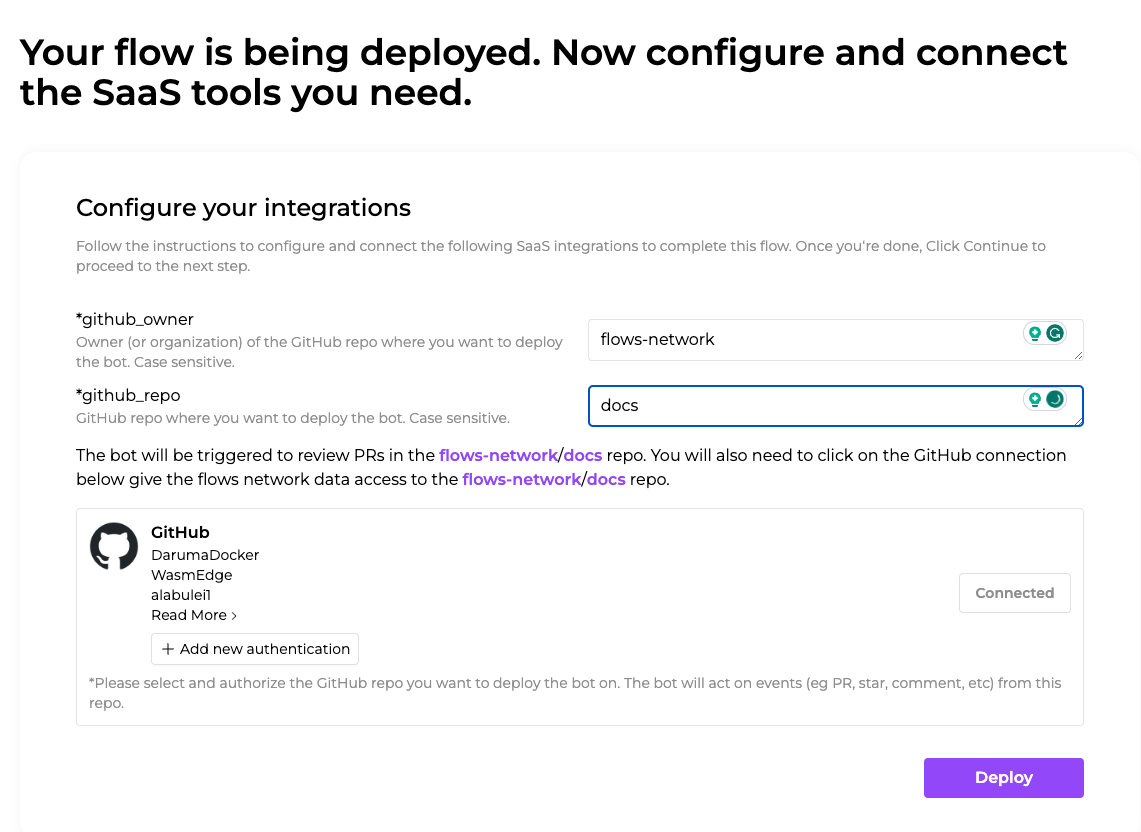 Your flow is being deployed. Now configure and connect
the SaaS tools you need.
Configure your integrations
Follow the instructions to configure and connect the following SaaS integrations to complete this flow. Once you're done, Click Continue to
proceed to the next step.
*github_owner
Owner (or organization) of the GitHub repo where you want to deploy
the bot. Case sensitive.
flows-network
*github_repo
GitHub repo where you want to deploy the bot. Case sensitive.
docs
The bot will be triggered to review PRs in the flows-network/docs repo. You will also need to click on the GitHub connection
below give the flows network data access to the flows-network/docs repo.
GitHub
DarumaDocker
WasmEdge
alabulei1
Read More >
Connected
+ Add new authentication
*Please select and authorize the GitHub repo you want to deploy the bot on. The bot will act on events (eg PR, star, comment, etc) from this
repo.
Deploy